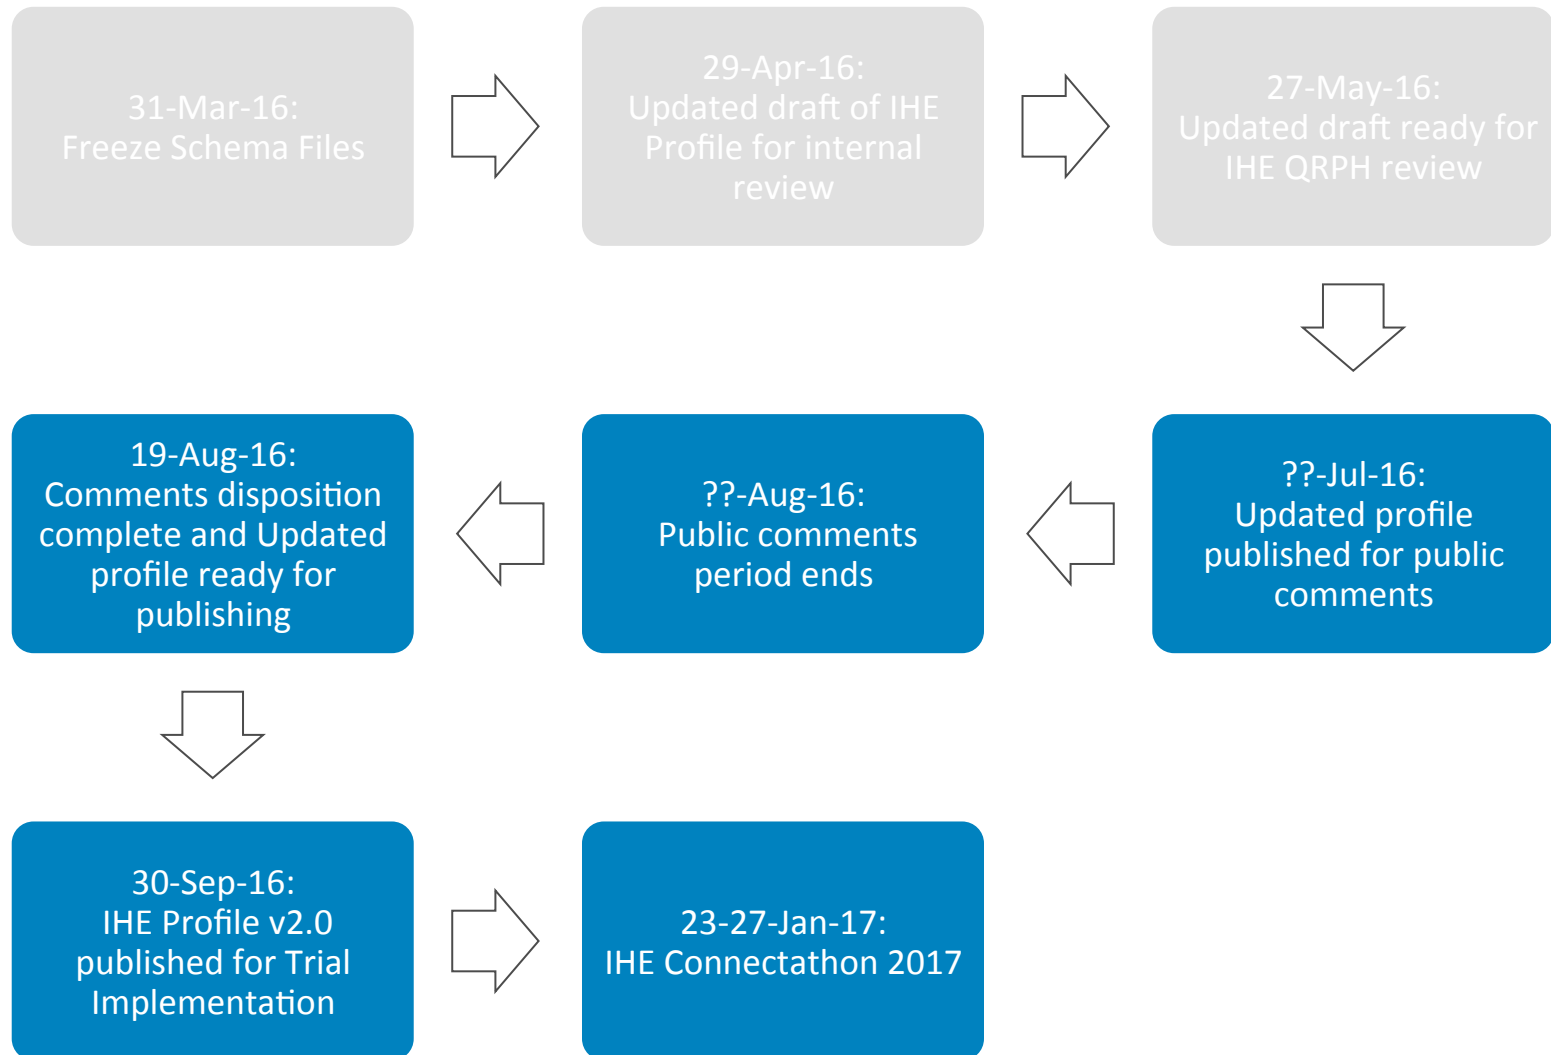 31-Mar-16:
Freeze Schema Files
29-Apr-16:
Updated draft of IHE
Profile for internal
review
27-May-16:
Updated draft ready for
IHE QRPH review
??-Jul-16:
Updated profile
published for public
comments
??-Aug-16:
Public comments
period ends
19-Aug-16:
Comments disposition
complete and Updated
profile ready for
publishing
30-Sep-16:
IHE Profile v2.0
published for Trial
Implementation
23-27-Jan-17:
IHE Connectathon 2017